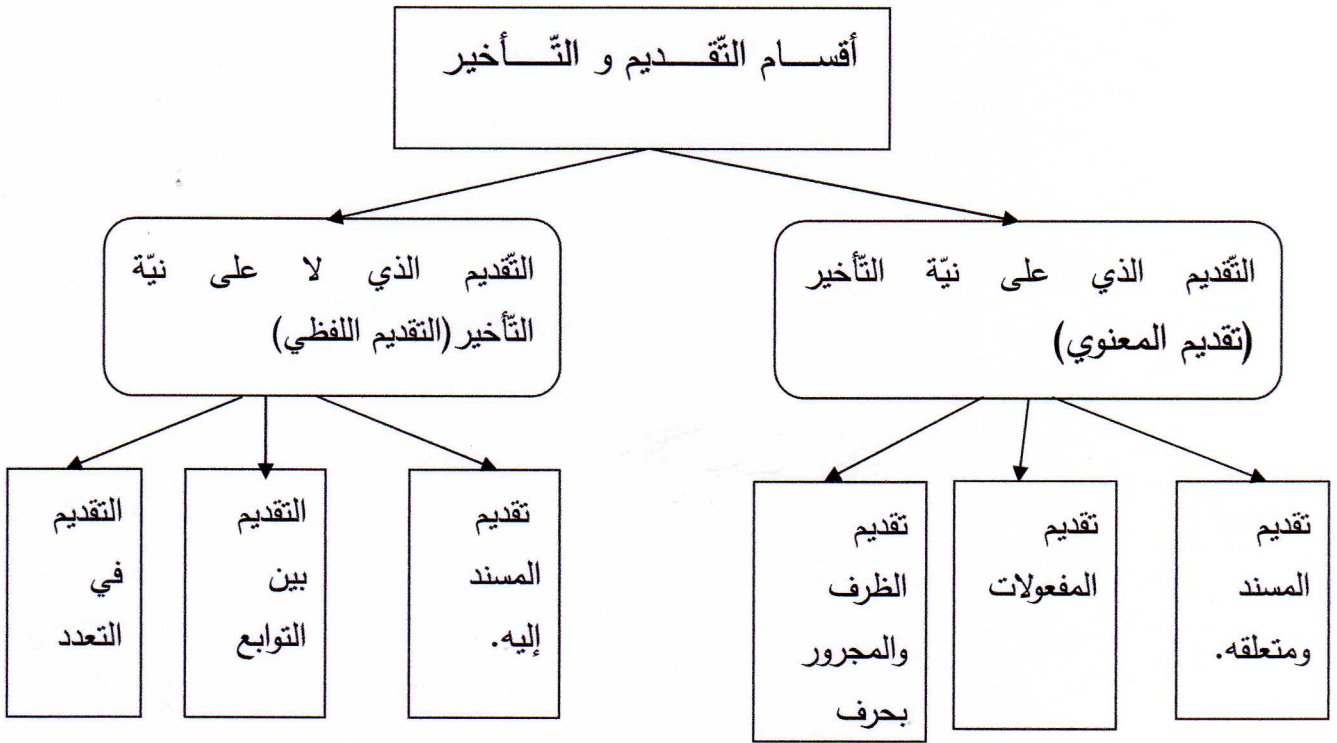 أقسام التّقديم و التّأخير
التّقديم الذي على نيّة التّأخير
(تقديم المعنوي)
التّقديم الذي لا على نيّة
التّأخير(التقديم اللفظي)
تقديم
المسند
ومتعلقه.
تقديم
المفعولات
تقديم
الظرف
والمجرور
بحرف
تقديم
المسند
إليه.
التقديم
بين
التوابع
التقديم
في
التعدد